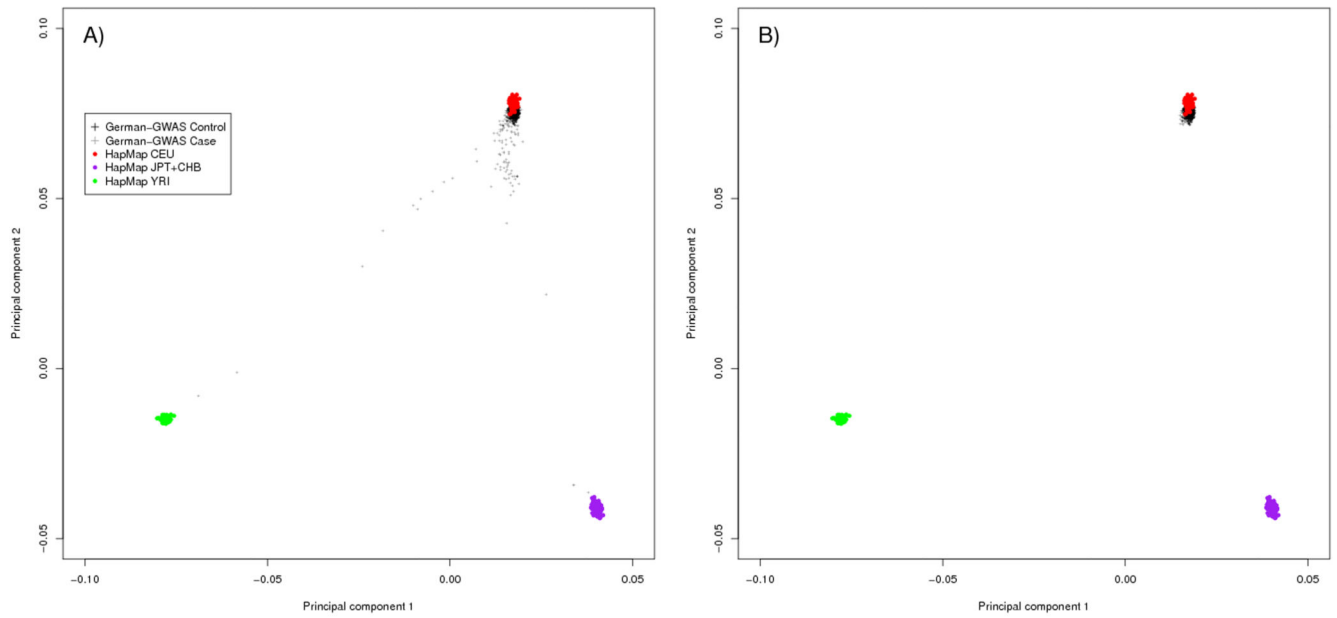 A)
0.10
0.05
0.00
−0.05
Principal component 2
German−GWAS Control
German−GWAS Case
HapMap CEU
HapMap JPT+CHB
HapMap YRI
−0.10
−0.05
0.00
0.05
Principal component 1
B)
0.10
0.05
0.00
−0.05
Principal component 2
−0.10
−0.05
0.00
0.05
Principal component 1